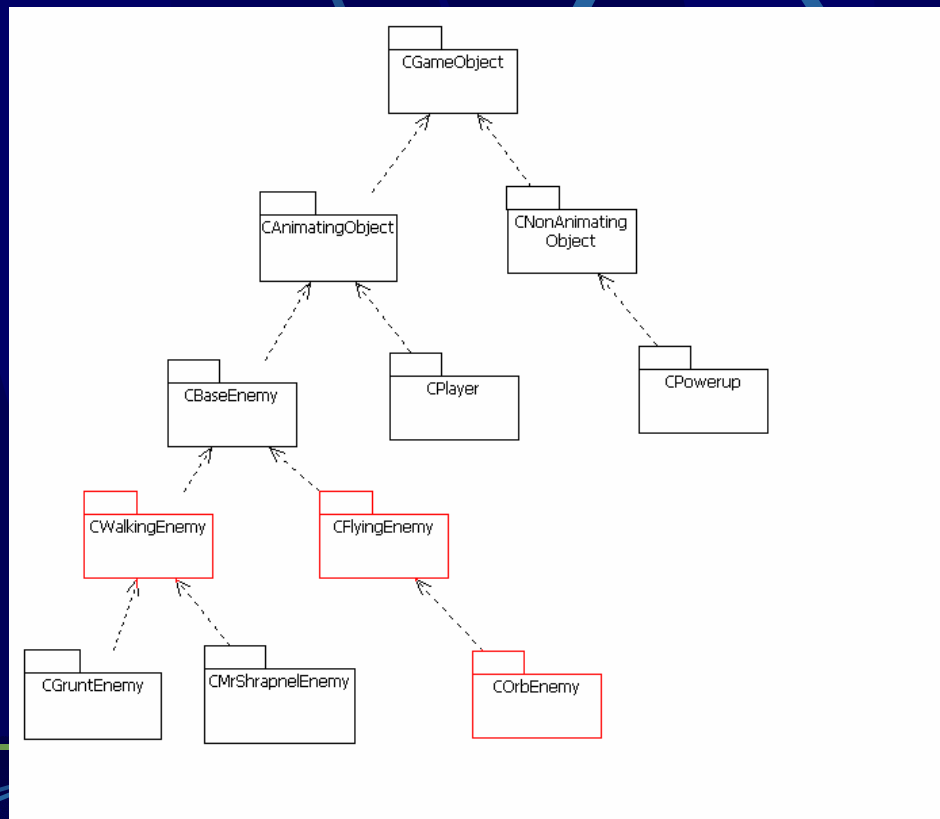 CGameObject
CAnimatingObject
CNonAnimating
Object
CBaseEnemy
CPlayer
CPowerup
CWalkingEnemy
CFlyingEnemy
CGruntEnemy
CMrShrapnelEnemy
COrbEnemy